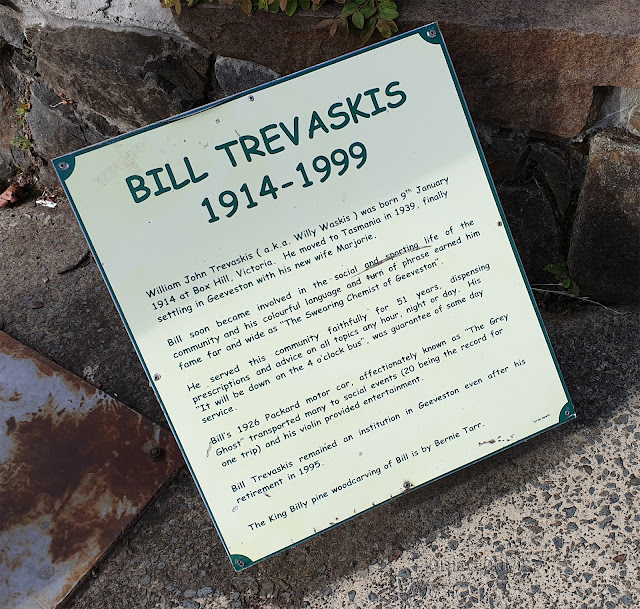 BILL TREVASKIS
1914-1999
William John Trevaskis ( a.k.a. Willy Waskis ) was born 9th January
1914 at Box Hill, Victoria. He moved to Tasmania in 1939, finally
settling in Geeveston with his new wife Marjorie.
Bill soon became involved in the social and sporting life of the
community and his colourful language and turn of phrase earned him
fame far and wide as "The Swearing Chemist of Geeveston".
He served this community faithfully for 51 years, dispensing
prescriptions and advice on all topics any hour, night or day. His
"It will be down on the 4 o'clock bus". was guarantee of same day
service.
Bill's 1926 Packard motor car, affectionately known as "The Grey
Ghost" transported many to social events (20 being the record for
one trip) and his violin provided entertainment.
Bill Trevaskis remained an institution in Geeveston even after his
retirement in 1995.
The King Billy pine woodcarving of Bill is by Bernie Tarr.